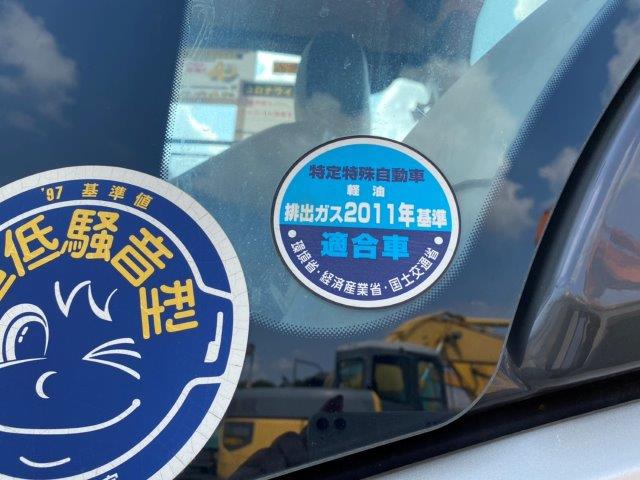 '97 基準値
低騒音型
特定特殊自動車
軽油
排出ガス2011年基準
適合車
・環境省・経済産業省・国土交通省・